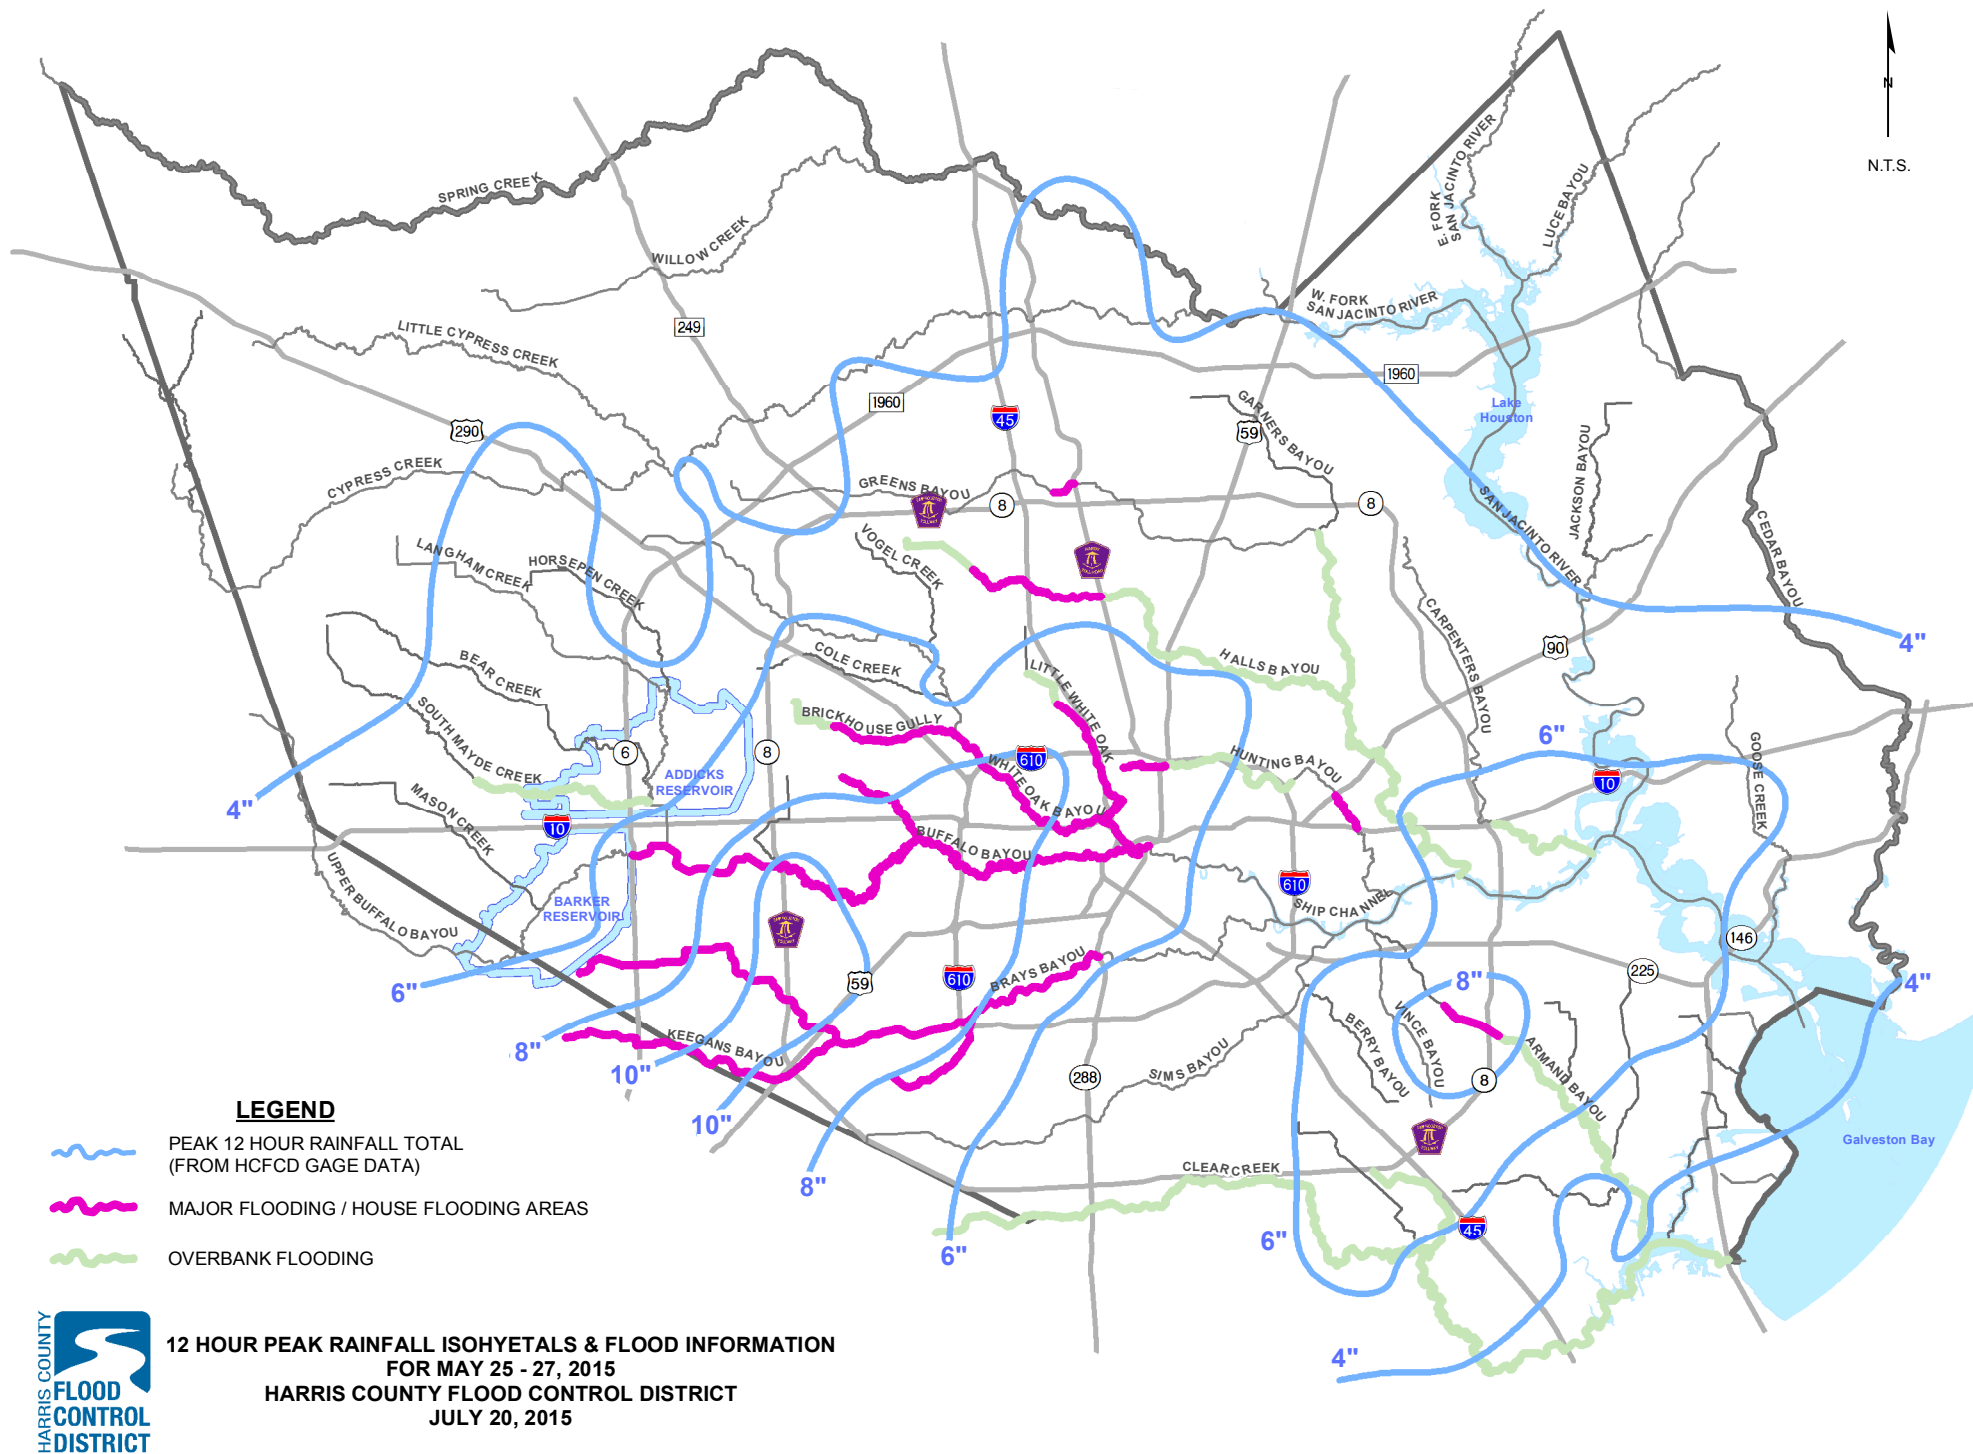 N
N.T.S.
SPRING CREEK
WILLOW CREEK
E. FORK
SAN JACINTO RIVER
LUCE BAYOU
W. FORK
SAN JACINTO RIVER
LITTLE CYPRESS CREEK
249
1960
1960
Lake
Houston
290
45
59
GARNERS BAYOU
CYPRESS CREEK
GREENS BAYOU
8
8
SAN JACINTO RIVER
JACKSON BAYOU
CEDAR BAYOU
LANGHAM CREEK
HORSEPEN CREEK
VOGEL CREEK
CARPENTERS BAYOU
90
4"
BEAR CREEK
COLE CREEK
LITTLE WHITE OAK
HALLS BAYOU
SOUTH MAYDE CREEK
BRICKHOUSE GULLY
6
8
610
WHITE OAK BAYOU
HUNTING BAYOU
6"
10
GOOSE CREEK
ADDICKS
RESERVOIR
4"
MASON CREEK
10
BUFFALO BAYOU
UPPER BUFFALO BAYOU
BARKER
RESERVOIR
610
SHIP CHANNEL
146
225
6"
59
610
BRAYS BAYOU
8"
4"
VINCE BAYOU
BERRY BAYOU
ARMAND BAYOU
8"
KEEGANS BAYOU
10"
SIMS BAYOU
288
8
10"
8"
CLEAR CREEK
Galveston Bay
6"
6"
45
4"
LEGEND
PEAK 12 HOUR RAINFALL TOTAL
(FROM HCFCD GAGE DATA)
MAJOR FLOODING / HOUSE FLOODING AREAS
OVERBANK FLOODING
HARRIS COUNTY
FLOOD
CONTROL
DISTRICT
12 HOUR PEAK RAINFALL ISOHYETALS & FLOOD INFORMATION
FOR MAY 25 - 27, 2015
HARRIS COUNTY FLOOD CONTROL DISTRICT
JULY 20, 2015